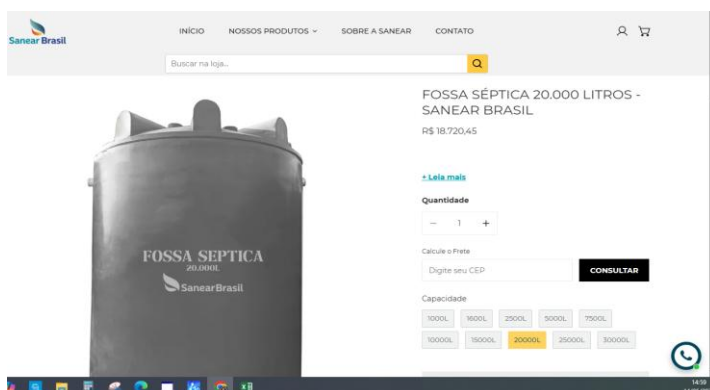 Sanear Brasil
INÍCIO NOSSOS PRODUTOS SOBRE A SANEAR CONTATO
Buscar na loja...
FOSSA SÉPTICA 20.000 LITROS -
SANEAR BRASIL
R$ 18.720,45
+ Leia mais
Quantidade
− 1 +
Calcule o Frete
Digite seu CEP CONSULTAR
Capacidade
1000L 1600L 2500L 5000L 7500L
10000L 15000L 20000L 25000L 30000L
FOSSA SEPTICA
20.000L
SanearBrasil
14:59